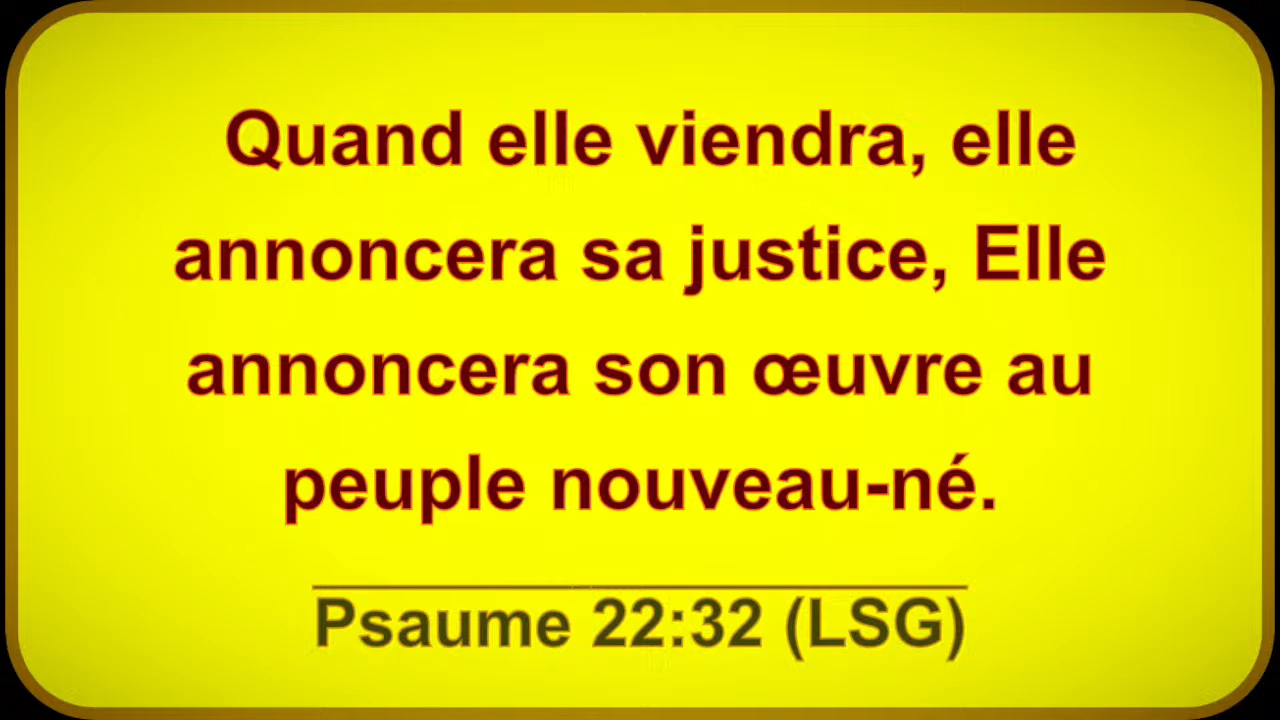 Quand elle viendra, elle
annoncera sa justice, Elle
annoncera son œuvre au
peuple nouveau-né.
Psaume 22:32 (LSG)